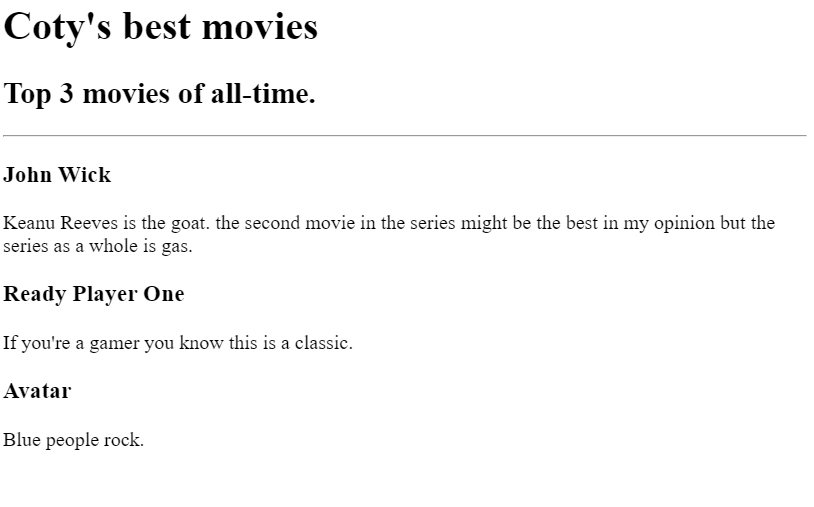 Coty's best movies
Top 3 movies of all-time.
John Wick
Keanu Reeves is the goat. the second movie in the series might be the best in my opinion but the
series as a whole is gas.
Ready Player One
If you're a gamer you know this is a classic.
Avatar
Blue people rock.